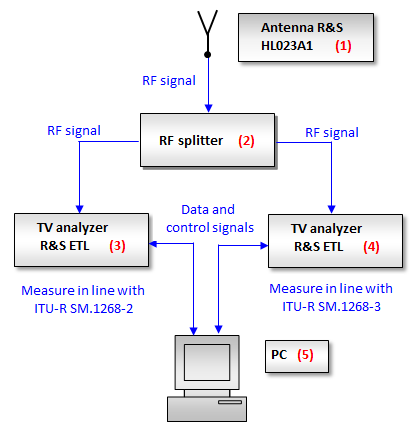 Antenna R&S
HL023A1 (1)
RF signal
RF splitter (2)
RF signal
RF signal
TV analyzer
R&S ETL (3)
Data and
control signals
TV analyzer
R&S ETL (4)
Measure in line with
ITU-R SM.1268-2
Measure in line with
ITU-R SM.1268-3
PC (5)